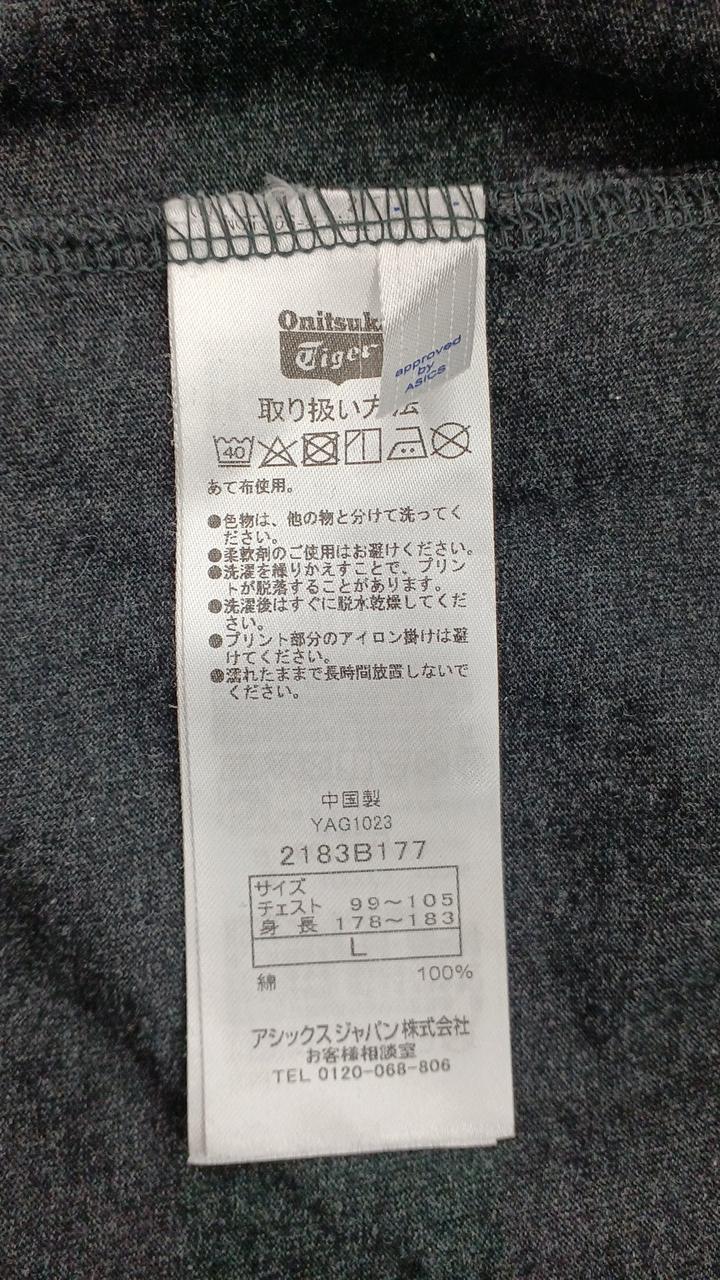 Onitsuka
Tiger
approved
by
ASICS
取り扱い方法
40
あて布使用。
●色物は、他の物と分けて洗ってく
ださい。
●柔軟剤のご使用はお避けください。
●洗濯を繰りかえすことで、プリン
トが脱落することがあります。
●洗濯後はすぐに脱水乾燥してくだ
さい。
●プリント部分のアイロン掛けは避
けてください。
●濡れたままで長時間放置しないで
ください。
中国製
YAG1023
2183B177
サイズ
チェスト 99～105
身 長 178～183
L
綿 100%
アシックスジャパン株式会社
お客様相談室
TEL 0120-068-806